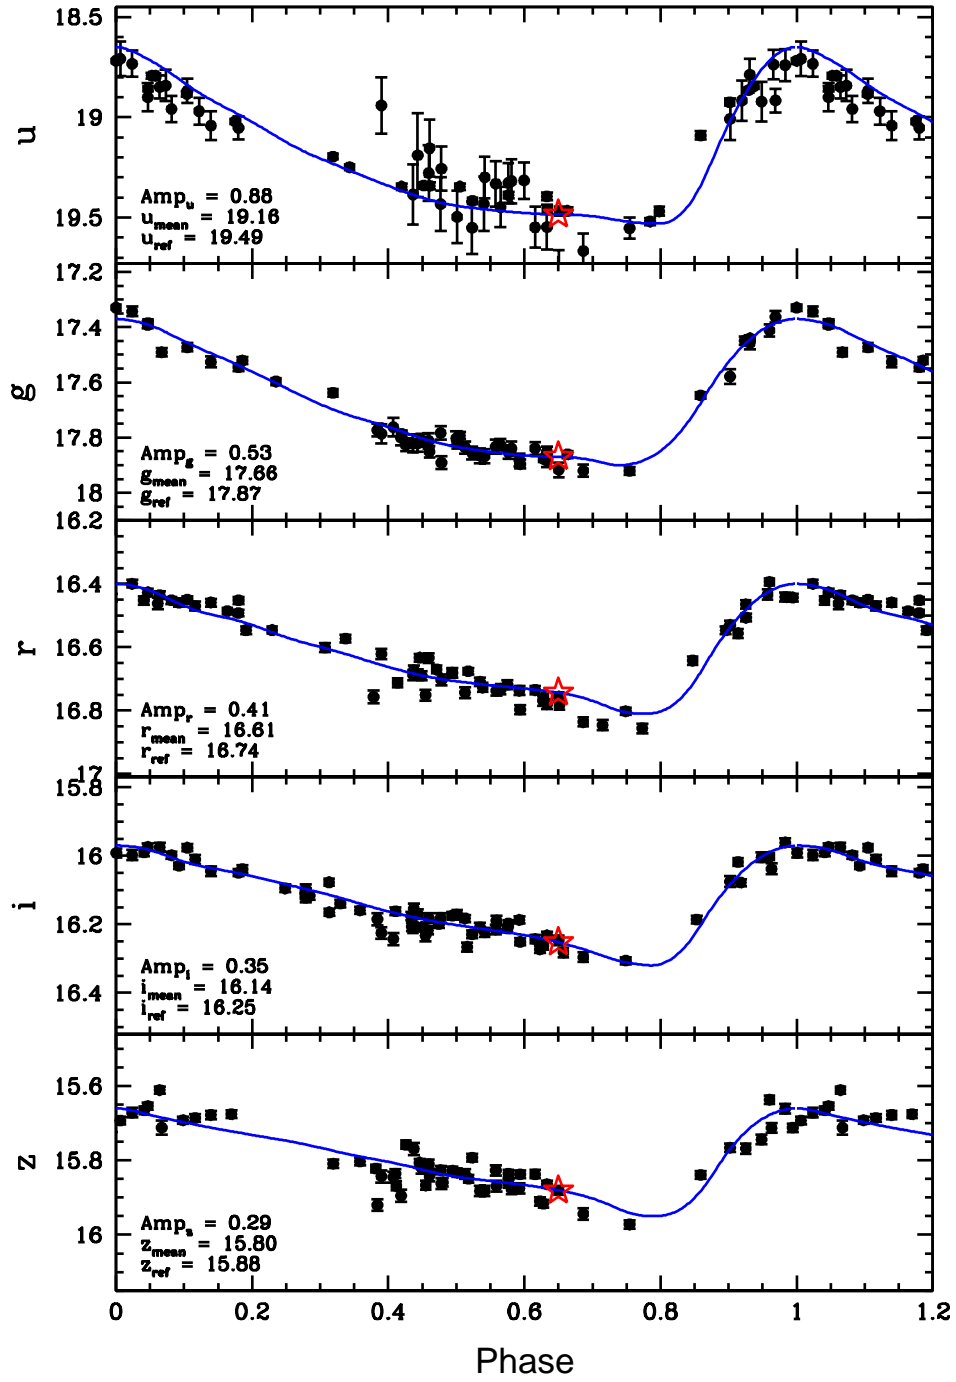 18.5
19
19.5
u
Amp_u = 0.88
u_mean = 19.16
u_ref = 19.49
17.2
17.4
17.6
17.8
18
g
Amp_g = 0.53
g_mean = 17.66
g_ref = 17.87
16.2
16.4
16.6
16.8
17
r
Amp_r = 0.41
r_mean = 16.61
r_ref = 16.74
15.8
16
16.2
16.4
i
Amp_i = 0.35
i_mean = 16.14
i_ref = 16.25
15.6
15.8
16
z
Amp_z = 0.29
z_mean = 15.80
z_ref = 15.88
0 0.2 0.4 0.6 0.8 1 1.2
Phase